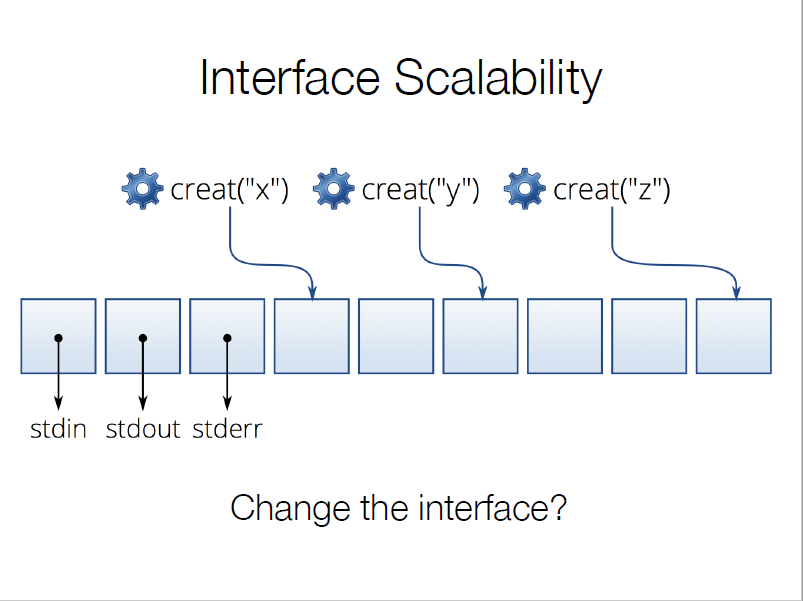 Interface Scalability
creat("x") creat("y") creat("z")
stdin stdout stderr
Change the interface?